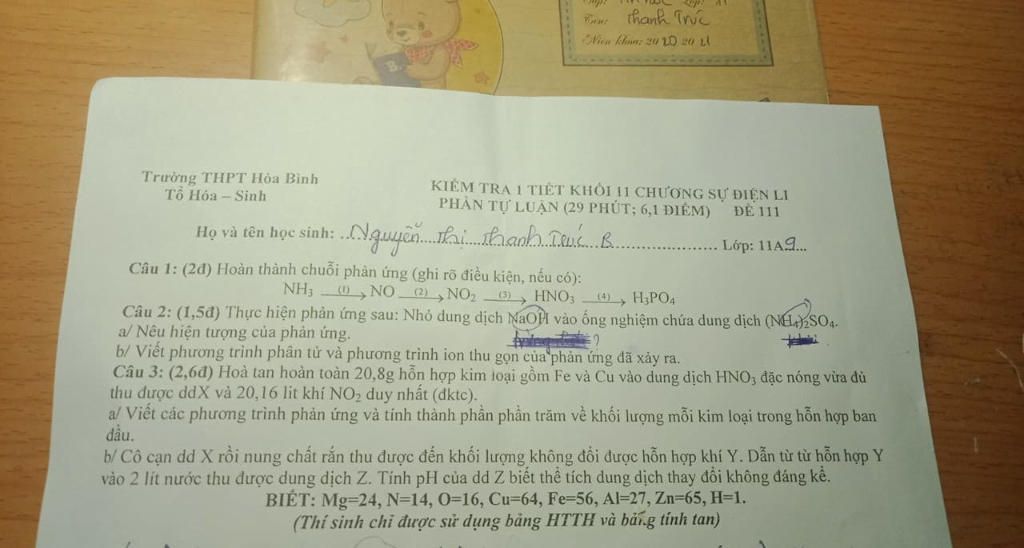 Lớp:
Tên: Thanh Trúc
Niên khóa: 2020 2021
B.
Trường THPT Hòa Bình
Tổ Hóa – Sinh
KIỂM TRA 1 TIẾT KHỐI 11 CHƯƠNG SỰ ĐIỆN LI
PHẦN TỰ LUẬN (29 PHÚT; 6,1 ĐIỂM) ĐỀ 111
Họ và tên học sinh: ..Nguyễn Thị Thanh Trúc B........ Lớp: 11A9...
Câu 1: (2đ) Hoàn thành chuỗi phản ứng (ghi rõ điều kiện, nếu có):
NH₃ —(1)→ NO —(2)→ NO₂ —(3)→ HNO₃ —(4)→ H₃PO₄
Câu 2: (1,5đ) Thực hiện phản ứng sau: Nhỏ dung dịch NaOH vào ống nghiệm chứa dung dịch (NH₄)₂SO₄.
a/ Nêu hiện tượng của phản ứng.
?
b/ Viết phương trình phân tử và phương trình ion thu gọn của phản ứng đã xảy ra.
Câu 3: (2,6đ) Hoà tan hoàn toàn 20,8g hỗn hợp kim loại gồm Fe và Cu vào dung dịch HNO₃ đặc nóng vừa đủ
thu được ddX và 20,16 lit khí NO₂ duy nhất (đktc).
a/ Viết các phương trình phản ứng và tính thành phần phần trăm về khối lượng mỗi kim loại trong hỗn hợp ban
đầu.
b/ Cô cạn dd X rồi nung chất rắn thu được đến khối lượng không đổi được hỗn hợp khí Y. Dẫn từ từ hỗn hợp Y
vào 2 lít nước thu được dung dịch Z. Tính pH của dd Z biết thể tích dung dịch thay đổi không đáng kể.
BIẾT: Mg=24, N=14, O=16, Cu=64, Fe=56, Al=27, Zn=65, H=1.
(Thí sinh chỉ được sử dụng bảng HTTH và bảng tính tan)